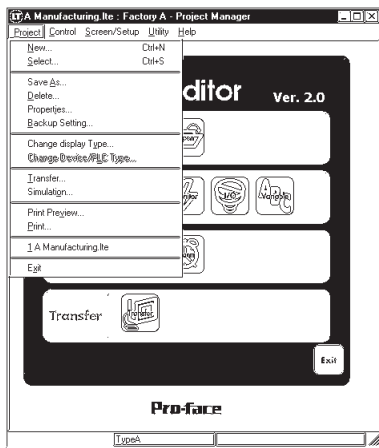 A Manufacturing.lte : Factory A - Project Manager
Project Control Screen/Setup Utility Help
New... Ctrl+N
Select... Ctrl+S
Save As...
Delete...
Properties...
Backup Setting...
Change display Type...
Change Device/PLC Type...
Transfer...
Simulation...
Print Preview...
Print...
1 A Manufacturing.lte
Exit
ditor Ver. 2.0
I/O
Variable
Transfer
Transfer
Exit
Pro-face
TypeA